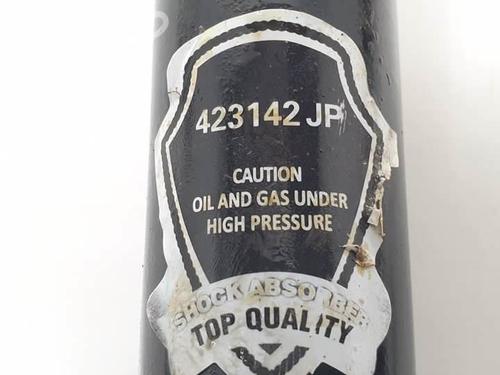 423142 JP
CAUTION
OIL AND GAS UNDER
HIGH PRESSURE
SHOCK ABSORBER
TOP QUALITY